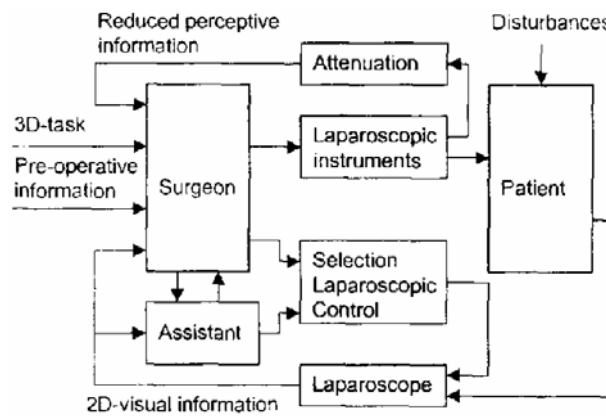 Reduced perceptive
information
Disturbances
Attenuation
3D-task
Laparoscopic
instruments
Pre-operative
information
Surgeon
Patient
Selection
Laparoscopic
Control
Assistant
Laparoscope
2D-visual information